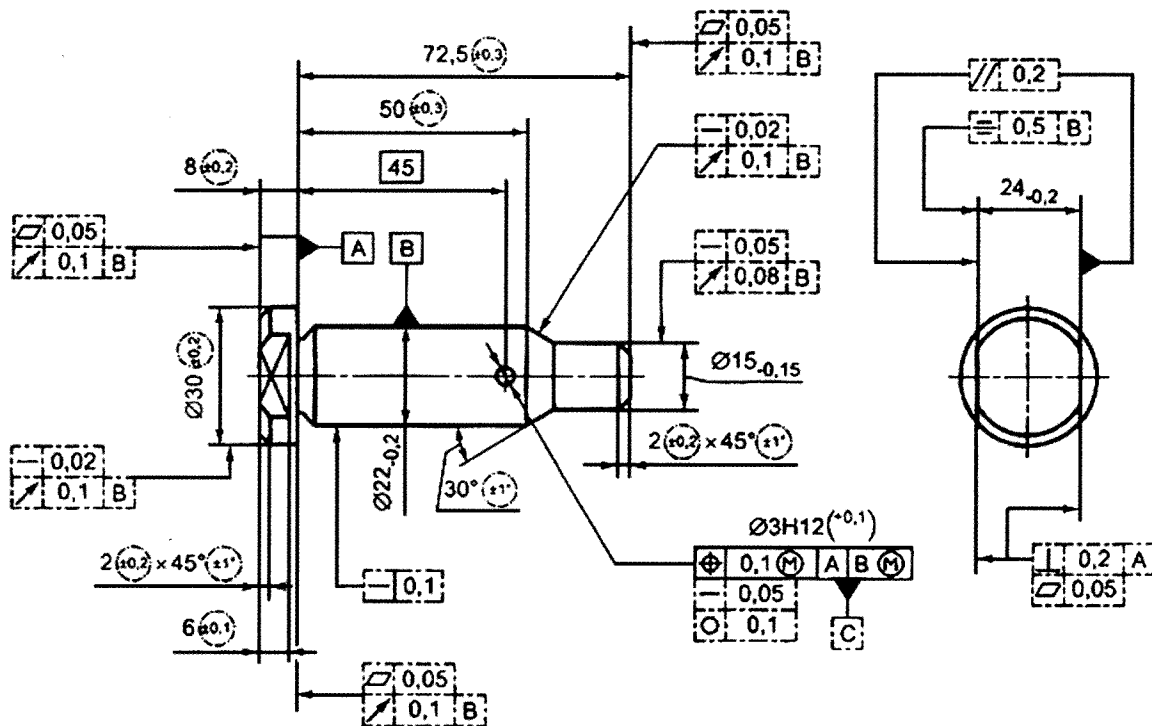 ⏥ 0,05
↗ 0,1 B
72,5 ±0,3
// 0,2
50 ±0,3
⌯ 0,5 B
— 0,02
↗ 0,1 B
8 ±0,2
45
24 -0,2
⏥ 0,05
↗ 0,1 B
A
B
— 0,05
↗ 0,08 B
Ø30 ±0,2
Ø15 -0,15
— 0,02
↗ 0,1 B
Ø22 -0,2
30° ±1°
2 ±0,2 × 45° ±1°
Ø3H12(+0,1)
2 ±0,2 × 45° ±1°
— 0,1
⌖ 0,1 Ⓜ A B Ⓜ
— 0,05
○ 0,1
C
⊥ 0,2 A
⏥ 0,05
6 ±0,1
⏥ 0,05
↗ 0,1 B